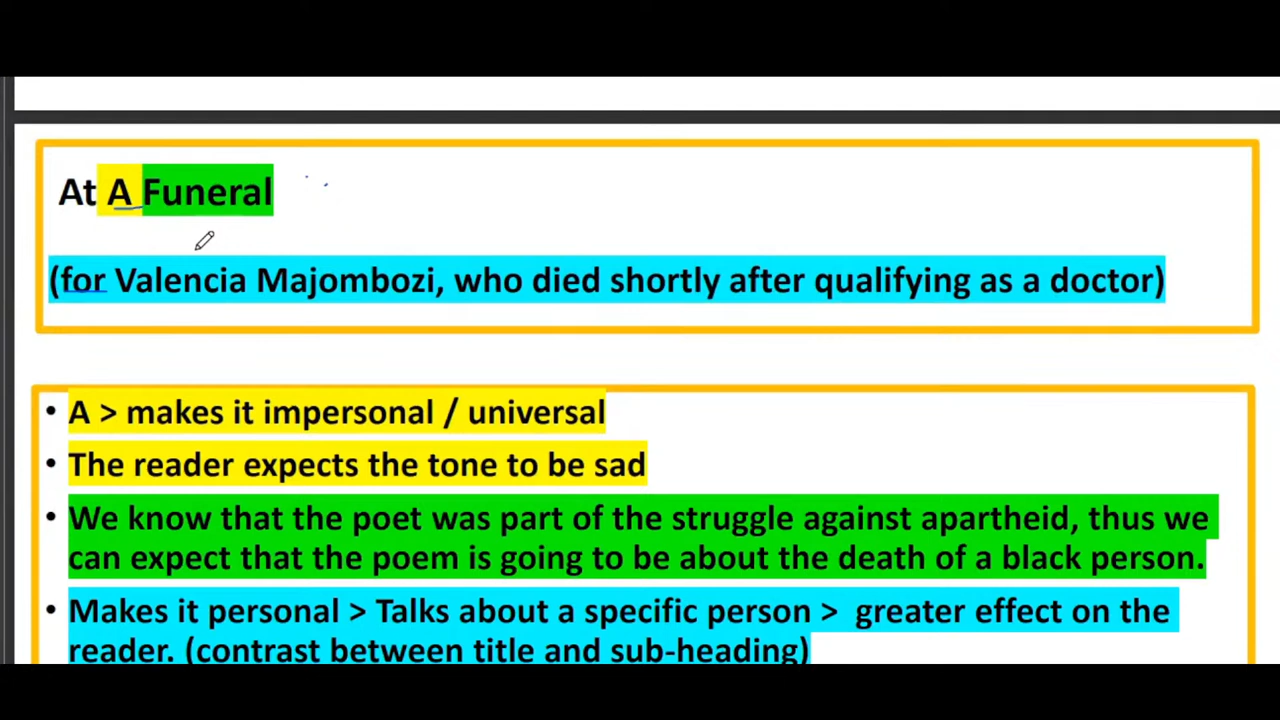 At A Funeral
(for Valencia Majombozi, who died shortly after qualifying as a doctor)
• A > makes it impersonal / universal
• The reader expects the tone to be sad
• We know that the poet was part of the struggle against apartheid, thus we
can expect that the poem is going to be about the death of a black person.
• Makes it personal > Talks about a specific person > greater effect on the
reader. (contrast between title and sub-heading)